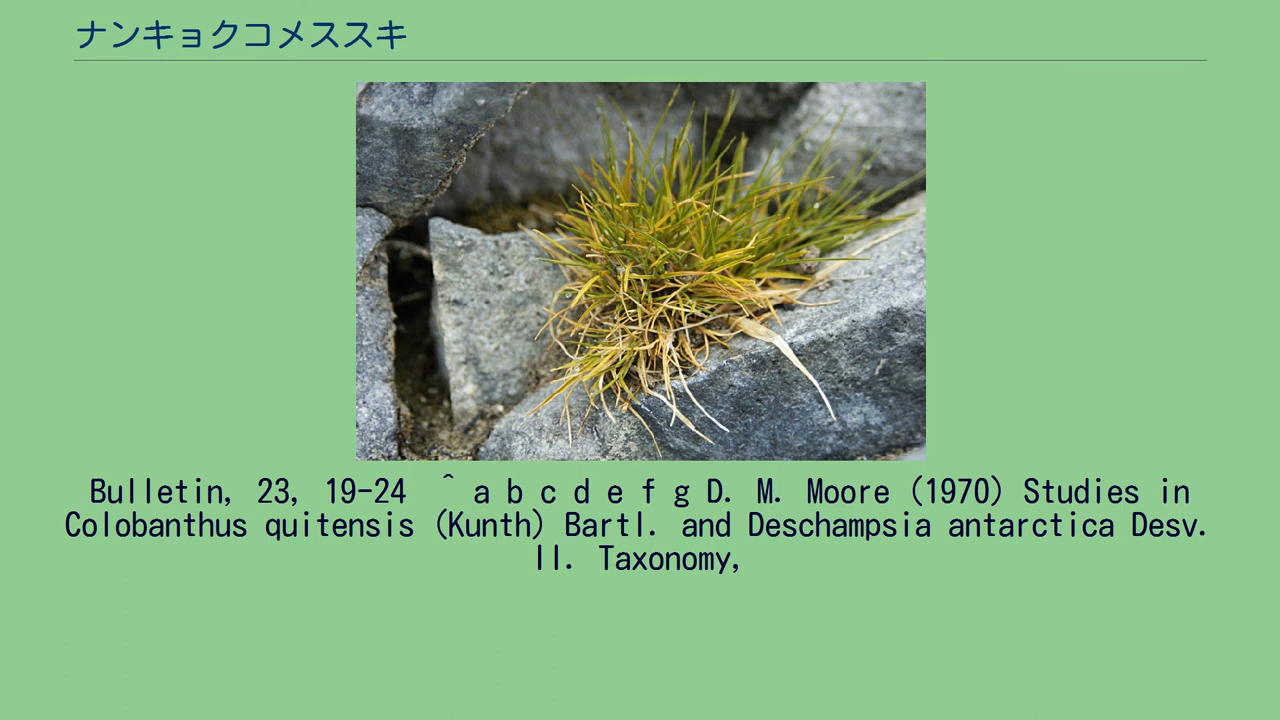 ナンキョクコメススキ
Bulletin, 23, 19-24 ^ a b c d e f g D. M. Moore (1970) Studies in
Colobanthus quitensis (Kunth) Bartl. and Deschampsia antarctica Desv.
II. Taxonomy,